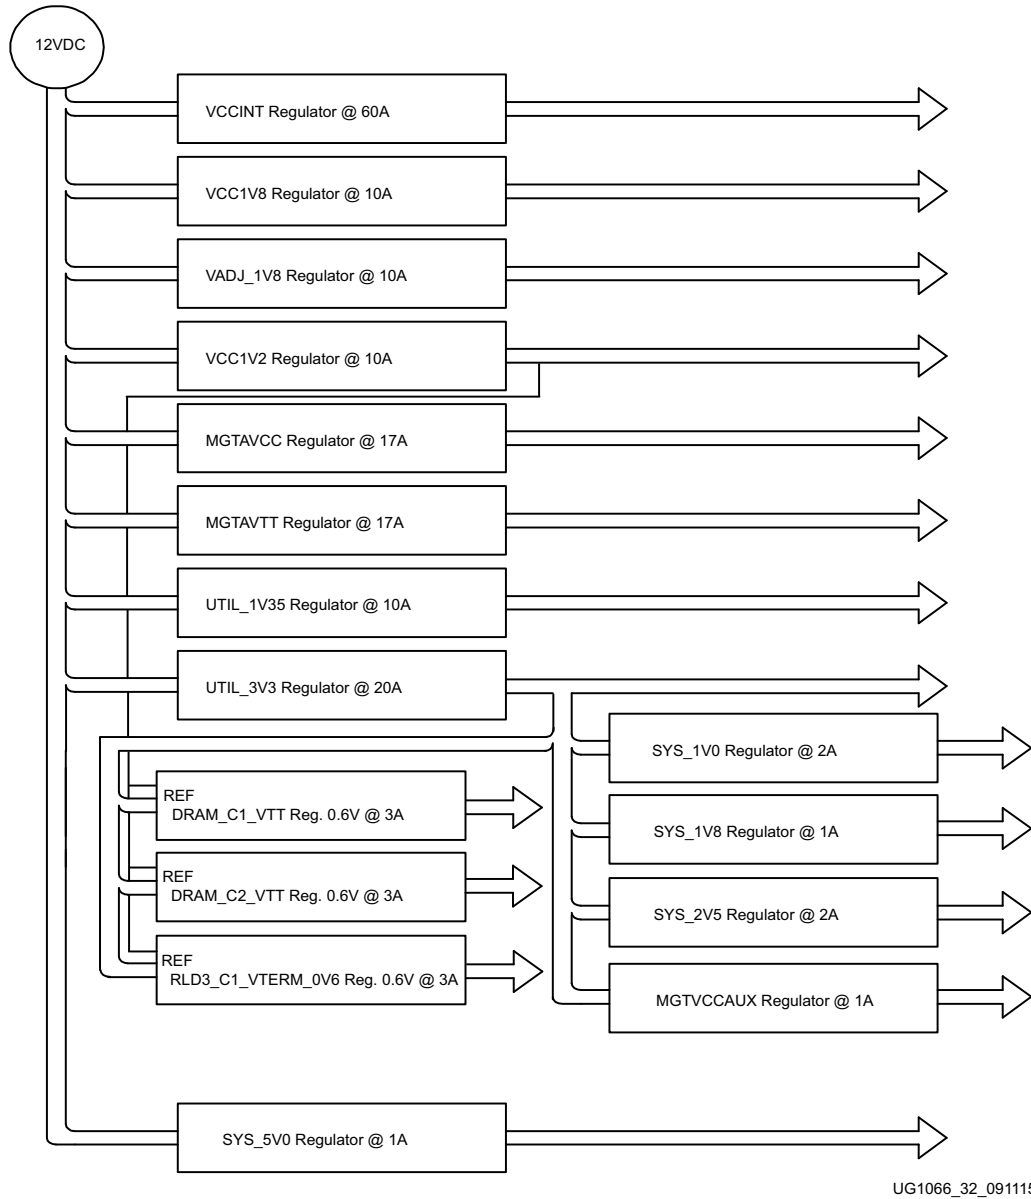 12VDC
VCCINT Regulator @ 60A
VCC1V8 Regulator @ 10A
VADJ_1V8 Regulator @ 10A
VCC1V2 Regulator @ 10A
MGTAVCC Regulator @ 17A
MGTAVTT Regulator @ 17A
UTIL_1V35 Regulator @ 10A
UTIL_3V3 Regulator @ 20A
SYS_1V0 Regulator @ 2A
REF
DRAM_C1_VTT Reg. 0.6V @ 3A
SYS_1V8 Regulator @ 1A
REF
DRAM_C2_VTT Reg. 0.6V @ 3A
SYS_2V5 Regulator @ 2A
REF
RLD3_C1_VTERM_0V6 Reg. 0.6V @ 3A
MGTVCCAUX Regulator @ 1A
SYS_5V0 Regulator @ 1A
UG1066_32_091115